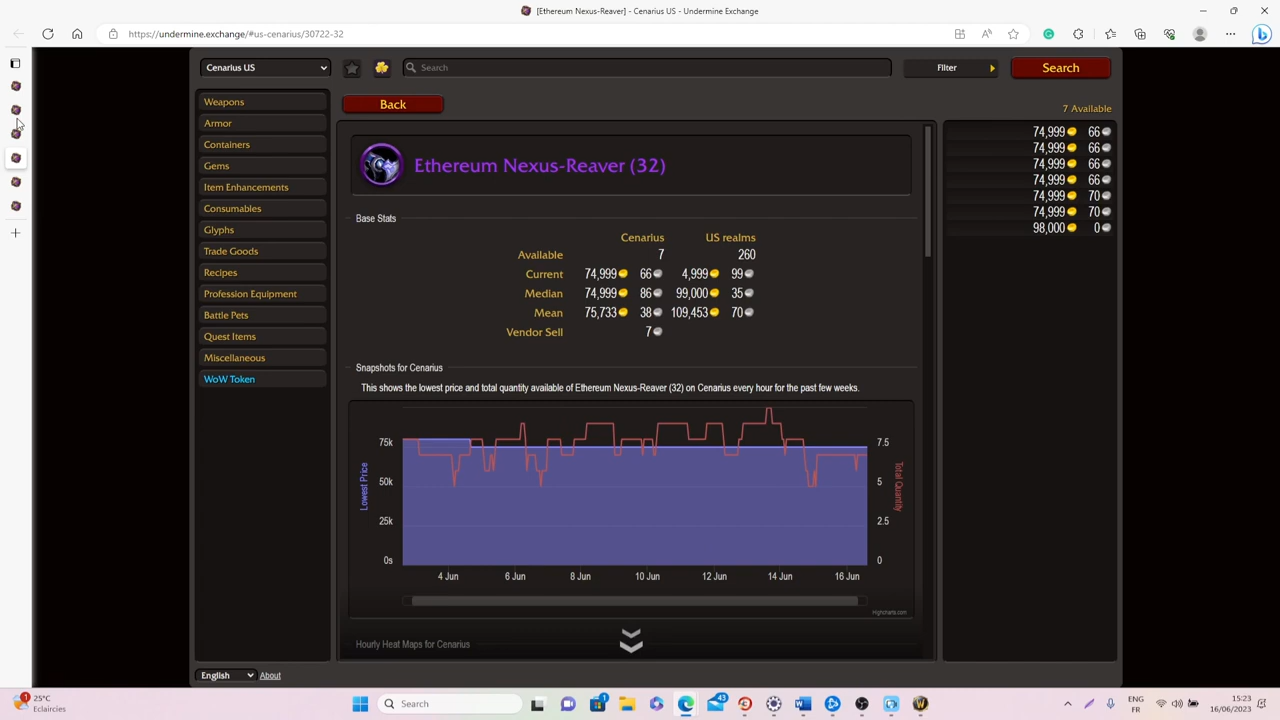 [Ethereum Nexus-Reaver] - Cenarius US - Undermine Exchange
https://undermine.exchange/#us-cenarius/30722-32
Cenarius US
Search
Filter
Search
Weapons
Armor
Containers
Gems
Item Enhancements
Consumables
Glyphs
Trade Goods
Recipes
Profession Equipment
Battle Pets
Quest Items
Miscellaneous
WoW Token
Back
Ethereum Nexus-Reaver (32)
Base Stats
Cenarius US realms
Available 7 260
Current 74,999 66 4,999 99
Median 74,999 86 99,000 35
Mean 75,733 38 109,453 70
Vendor Sell 7
Snapshots for Cenarius
This shows the lowest price and total quantity available of Ethereum Nexus-Reaver (32) on Cenarius every hour for the past few weeks.
Lowest Price
75k
50k
25k
0s
7.5
5
2.5
0
Total Quantity
4 Jun 6 Jun 8 Jun 10 Jun 12 Jun 14 Jun 16 Jun
Highcharts.com
Hourly Heat Maps for Cenarius
7 Available
74,999 66
74,999 66
74,999 66
74,999 66
74,999 70
74,999 70
98,000 0
English
About
1
25°C
Eclaircies
Search
1
43
ENG
FR
15:23
16/06/2023